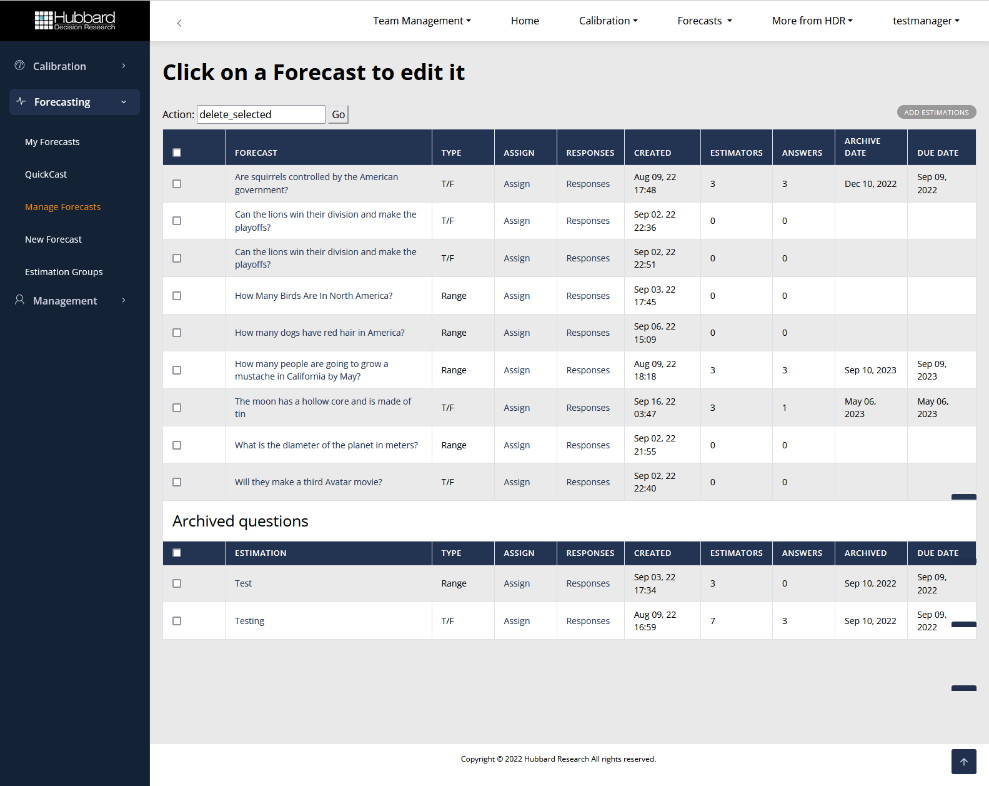 Hubbard
Decision Research
Team Management
Home
Calibration
Forecasts
More from HDR
testmanager
Calibration
Forecasting
My Forecasts
QuickCast
Manage Forecasts
New Forecast
Estimation Groups
Management
Click on a Forecast to edit it
Action: delete_selected Go
ADD ESTIMATIONS
FORECAST TYPE ASSIGN RESPONSES CREATED ESTIMATORS ANSWERS ARCHIVE DATE DUE DATE
Are squirrels controlled by the American government? T/F Assign Responses Aug 09, 22 17:48 3 3 Dec 10, 2022 Sep 09, 2022
Can the lions win their division and make the playoffs? T/F Assign Responses Sep 02, 22 22:36 0 0
Can the lions win their division and make the playoffs? T/F Assign Responses Sep 02, 22 22:51 0 0
How Many Birds Are In North America? Range Assign Responses Sep 03, 22 17:45 0 0
How many dogs have red hair in America? Range Assign Responses Sep 06, 22 15:09 0 0
How many people are going to grow a mustache in California by May? Range Assign Responses Aug 09, 22 18:18 3 3 Sep 10, 2023 Sep 09, 2023
The moon has a hollow core and is made of tin T/F Assign Responses Sep 16, 22 03:47 3 1 May 06, 2023 May 06, 2023
What is the diameter of the planet in meters? Range Assign Responses Sep 02, 22 21:55 0 0
Will they make a third Avatar movie? T/F Assign Responses Sep 02, 22 22:40 0 0
Archived questions
ESTIMATION TYPE ASSIGN RESPONSES CREATED ESTIMATORS ANSWERS ARCHIVED DUE DATE
Test Range Assign Responses Sep 03, 22 17:34 3 0 Sep 10, 2022 Sep 09, 2022
Testing T/F Assign Responses Aug 09, 22 16:59 7 3 Sep 10, 2022 Sep 09, 2022
Copyright © 2022 Hubbard Research All rights reserved.